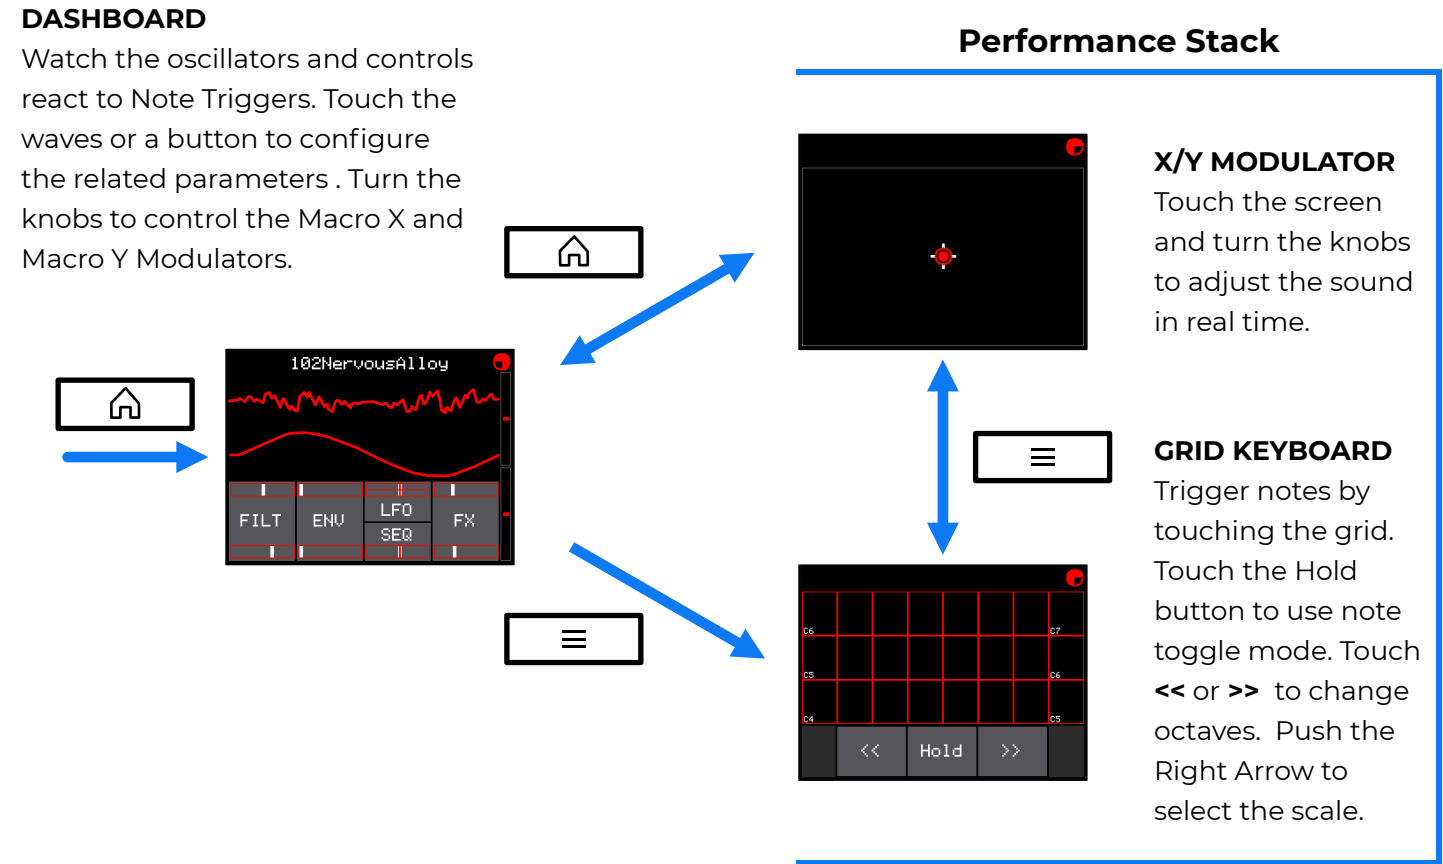 DASHBOARD
Watch the oscillators and controls
react to Note Triggers. Touch the
waves or a button to configure
the related parameters . Turn the
knobs to control the Macro X and
Macro Y Modulators.
Performance Stack
X/Y MODULATOR
Touch the screen
and turn the knobs
to adjust the sound
in real time.
102NervousAlloy
FILT
ENV
LFO
SEQ
FX
GRID KEYBOARD
Trigger notes by
touching the grid.
Touch the Hold
button to use note
toggle mode. Touch
<< or >>  to change
octaves.  Push the
Right Arrow to
select the scale.
C6
C7
C5
C6
C4
C5
<<
Hold
>>